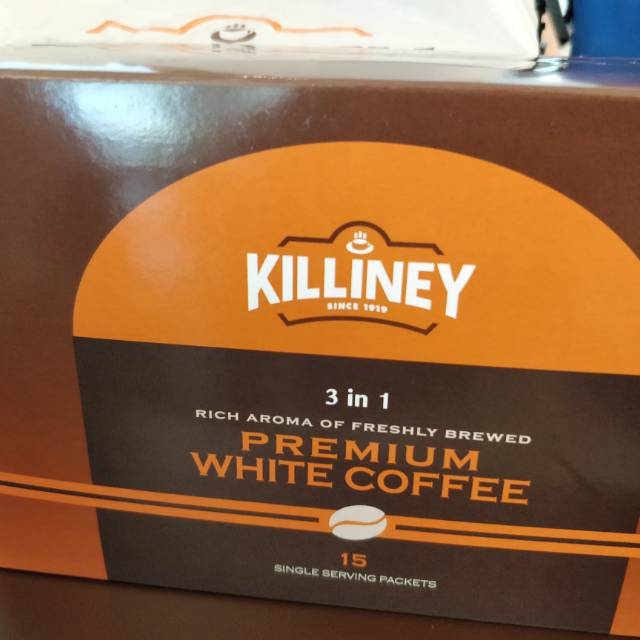 KILLINEY
SINCE 1919
3 in 1
RICH AROMA OF FRESHLY BREWED
PREMIUM
WHITE COFFEE
15
SINGLE SERVING PACKETS